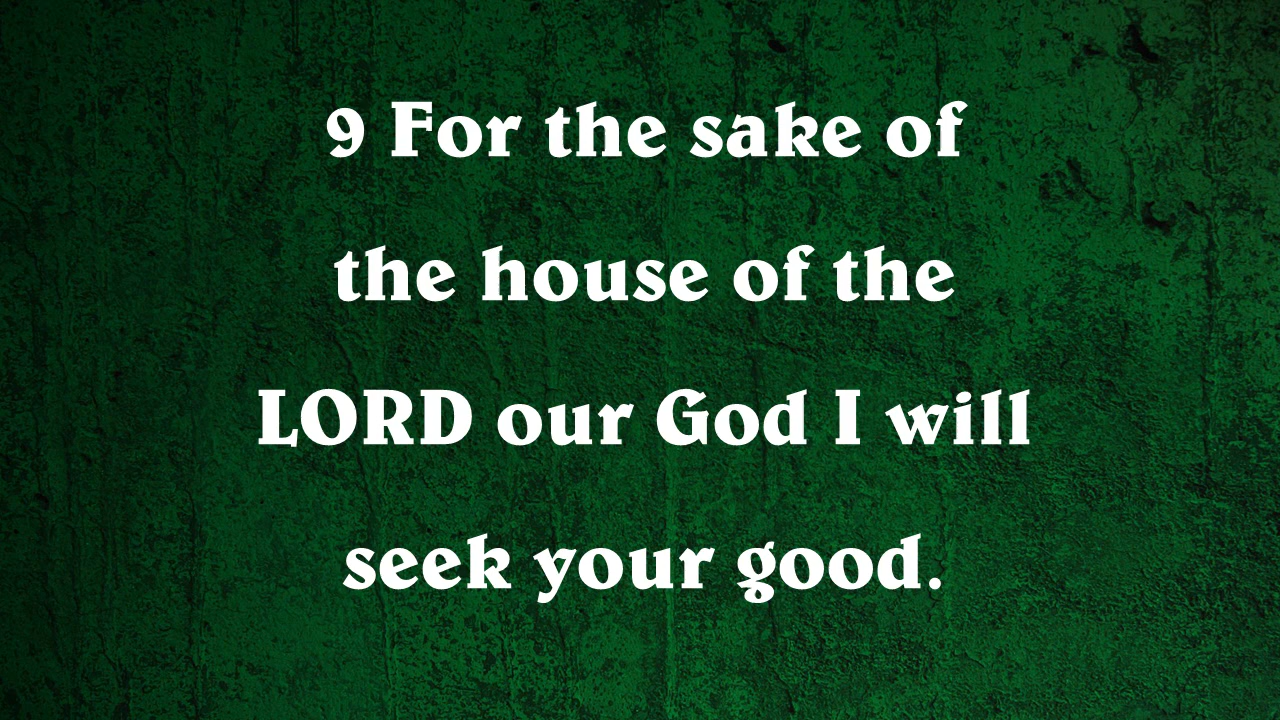 9 For the sake of
the house of the
LORD our God I will
seek your good.